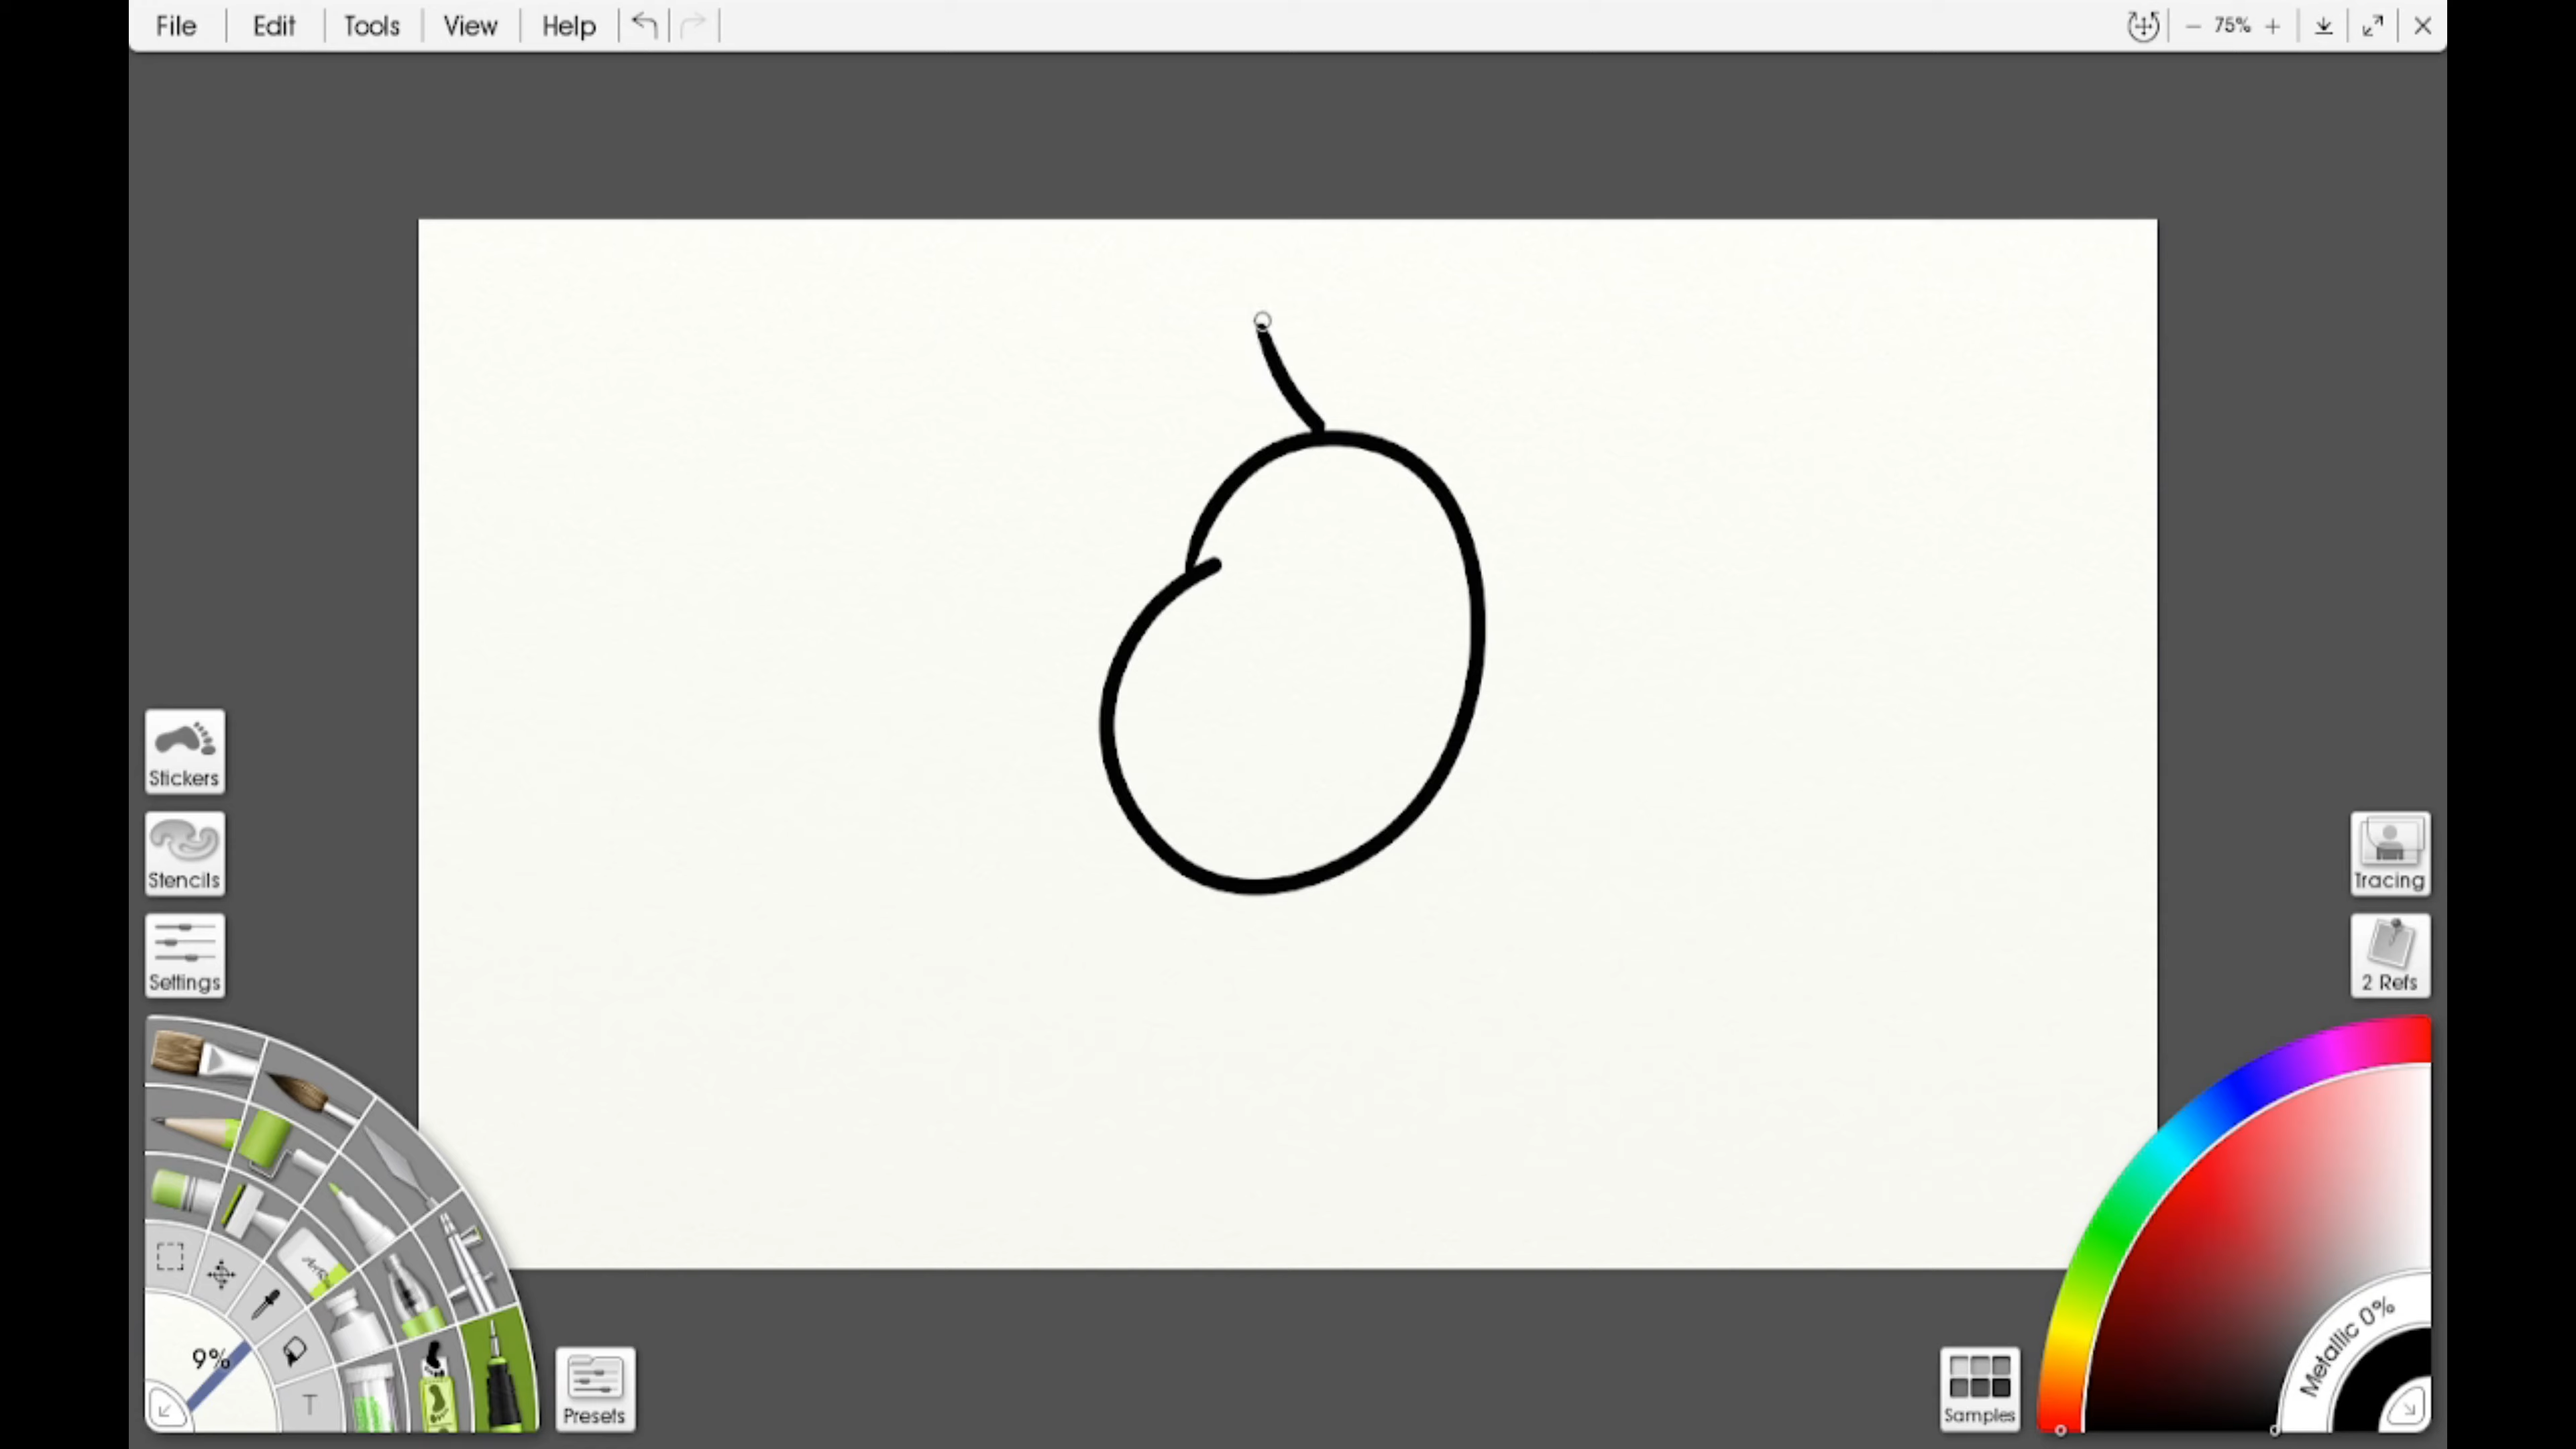 File Edit Tools View Help
75%
Stickers
Stencils
Settings
Tracing
2 Refs
9%
T
Presets
Samples
Metallic 0%